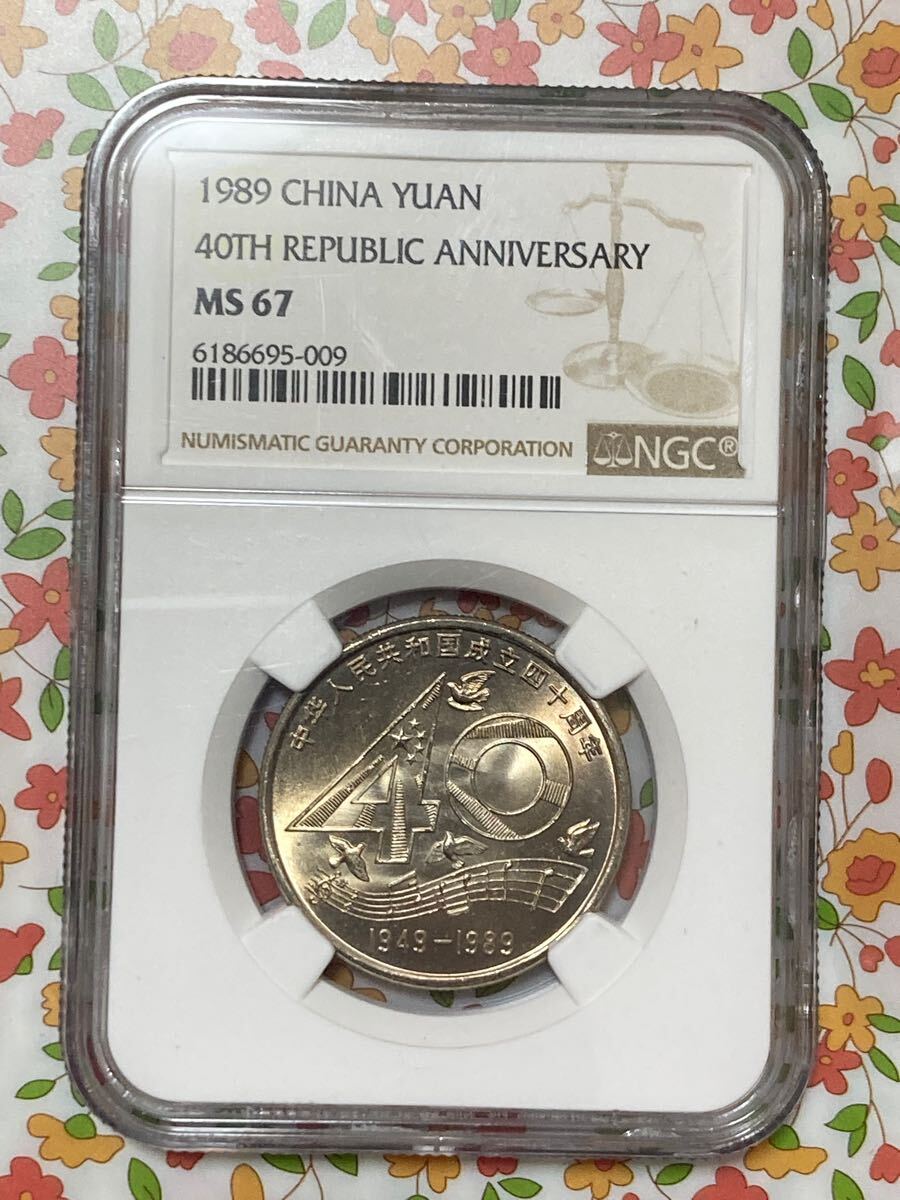 1989 CHINA YUAN
40TH REPUBLIC ANNIVERSARY
MS 67
6186695-009
NUMISMATIC GUARANTY CORPORATION
NGC®
中华人民共和国成立四十周年
40
1949-1989